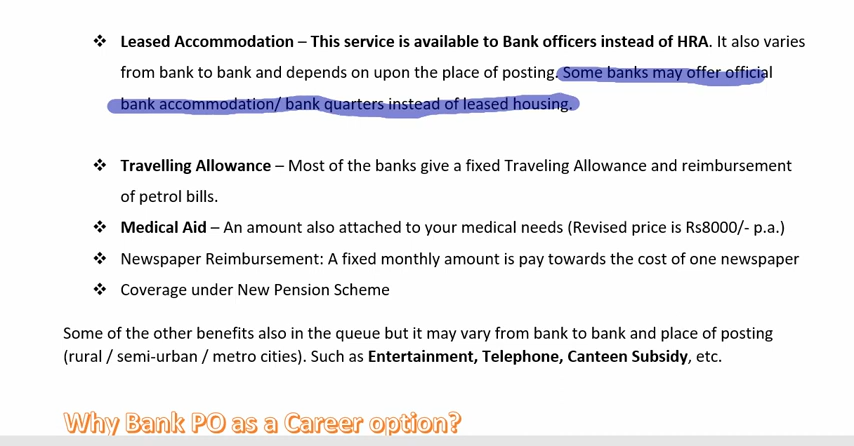 ❖ Leased Accommodation – This service is available to Bank officers instead of HRA. It also varies
from bank to bank and depends on upon the place of posting. Some banks may offer official
bank accommodation/ bank quarters instead of leased housing.
❖ Travelling Allowance – Most of the banks give a fixed Traveling Allowance and reimbursement
of petrol bills.
❖ Medical Aid – An amount also attached to your medical needs (Revised price is Rs8000/- p.a.)
❖ Newspaper Reimbursement: A fixed monthly amount is pay towards the cost of one newspaper
❖ Coverage under New Pension Scheme
Some of the other benefits also in the queue but it may vary from bank to bank and place of posting
(rural / semi-urban / metro cities). Such as Entertainment, Telephone, Canteen Subsidy, etc.
Why Bank PO as a Career option?